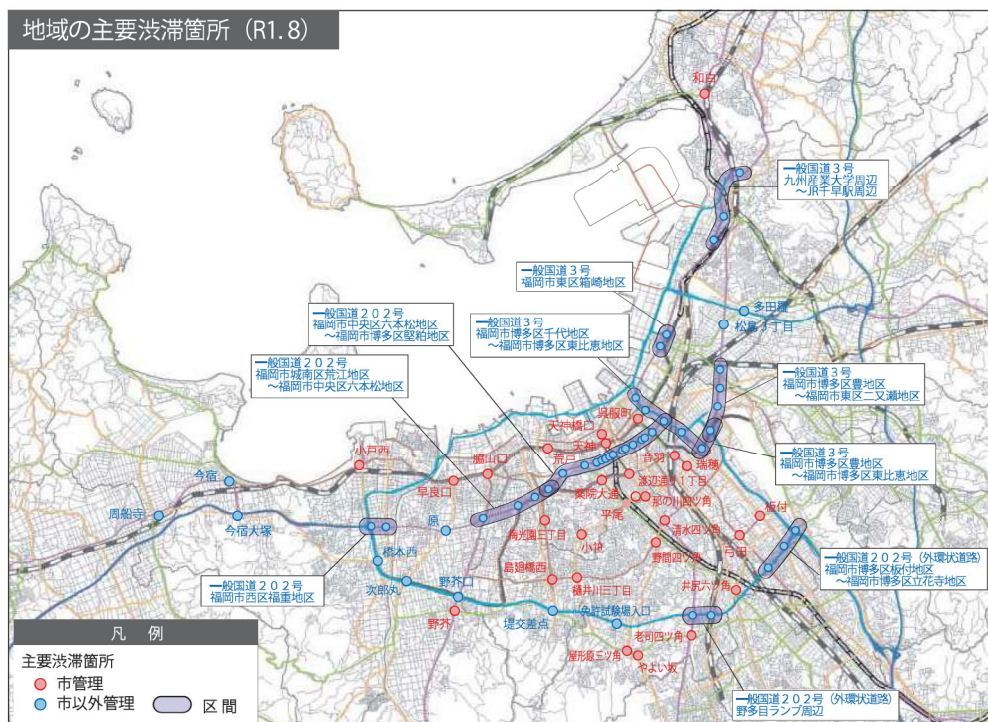 地域の主要渋滞箇所（R1.8）
和白
一般国道３号
九州産業大学周辺
～JR千早駅周辺
一般国道３号
福岡市東区箱崎地区
多田羅
松島３丁目
一般国道２０２号
福岡市中央区六本松地区
～福岡市博多区堅粕地区
一般国道３号
福岡市博多区千代地区
～福岡市博多区東比恵地区
一般国道２０２号
福岡市城南区荒江地区
～福岡市中央区六本松地区
一般国道３号
福岡市博多区豊地区
～福岡市東区二又瀬地区
呉服町
天神橋口
天神
荒戸
小戸西
脇山口
早良口
音羽
瑞穂
一般国道３号
福岡市博多区豊地区
～福岡市博多区東比恵地区
渡辺通り１丁目
薬院大通
那の川四ツ角
平尾
今宿
周船寺
今宿大塚
原
小笹
清水四ツ角
板付
弓田
野間四ツ角
橋本西
島廻橋西
次郎丸
野芥口
樋井川三丁目
井尻六ツ角
一般国道２０２号（外環状道路）
福岡市博多区板付地区
～福岡市博多区立花寺地区
一般国道２０２号
福岡市西区福重地区
野芥
堤交差点
免許試験場入口
老司四ツ角
屋形原三ツ角
やよい坂
一般国道２０２号（外環状道路）
野多目ランプ周辺
凡例
主要渋滞箇所
市管理
市以外管理
区間